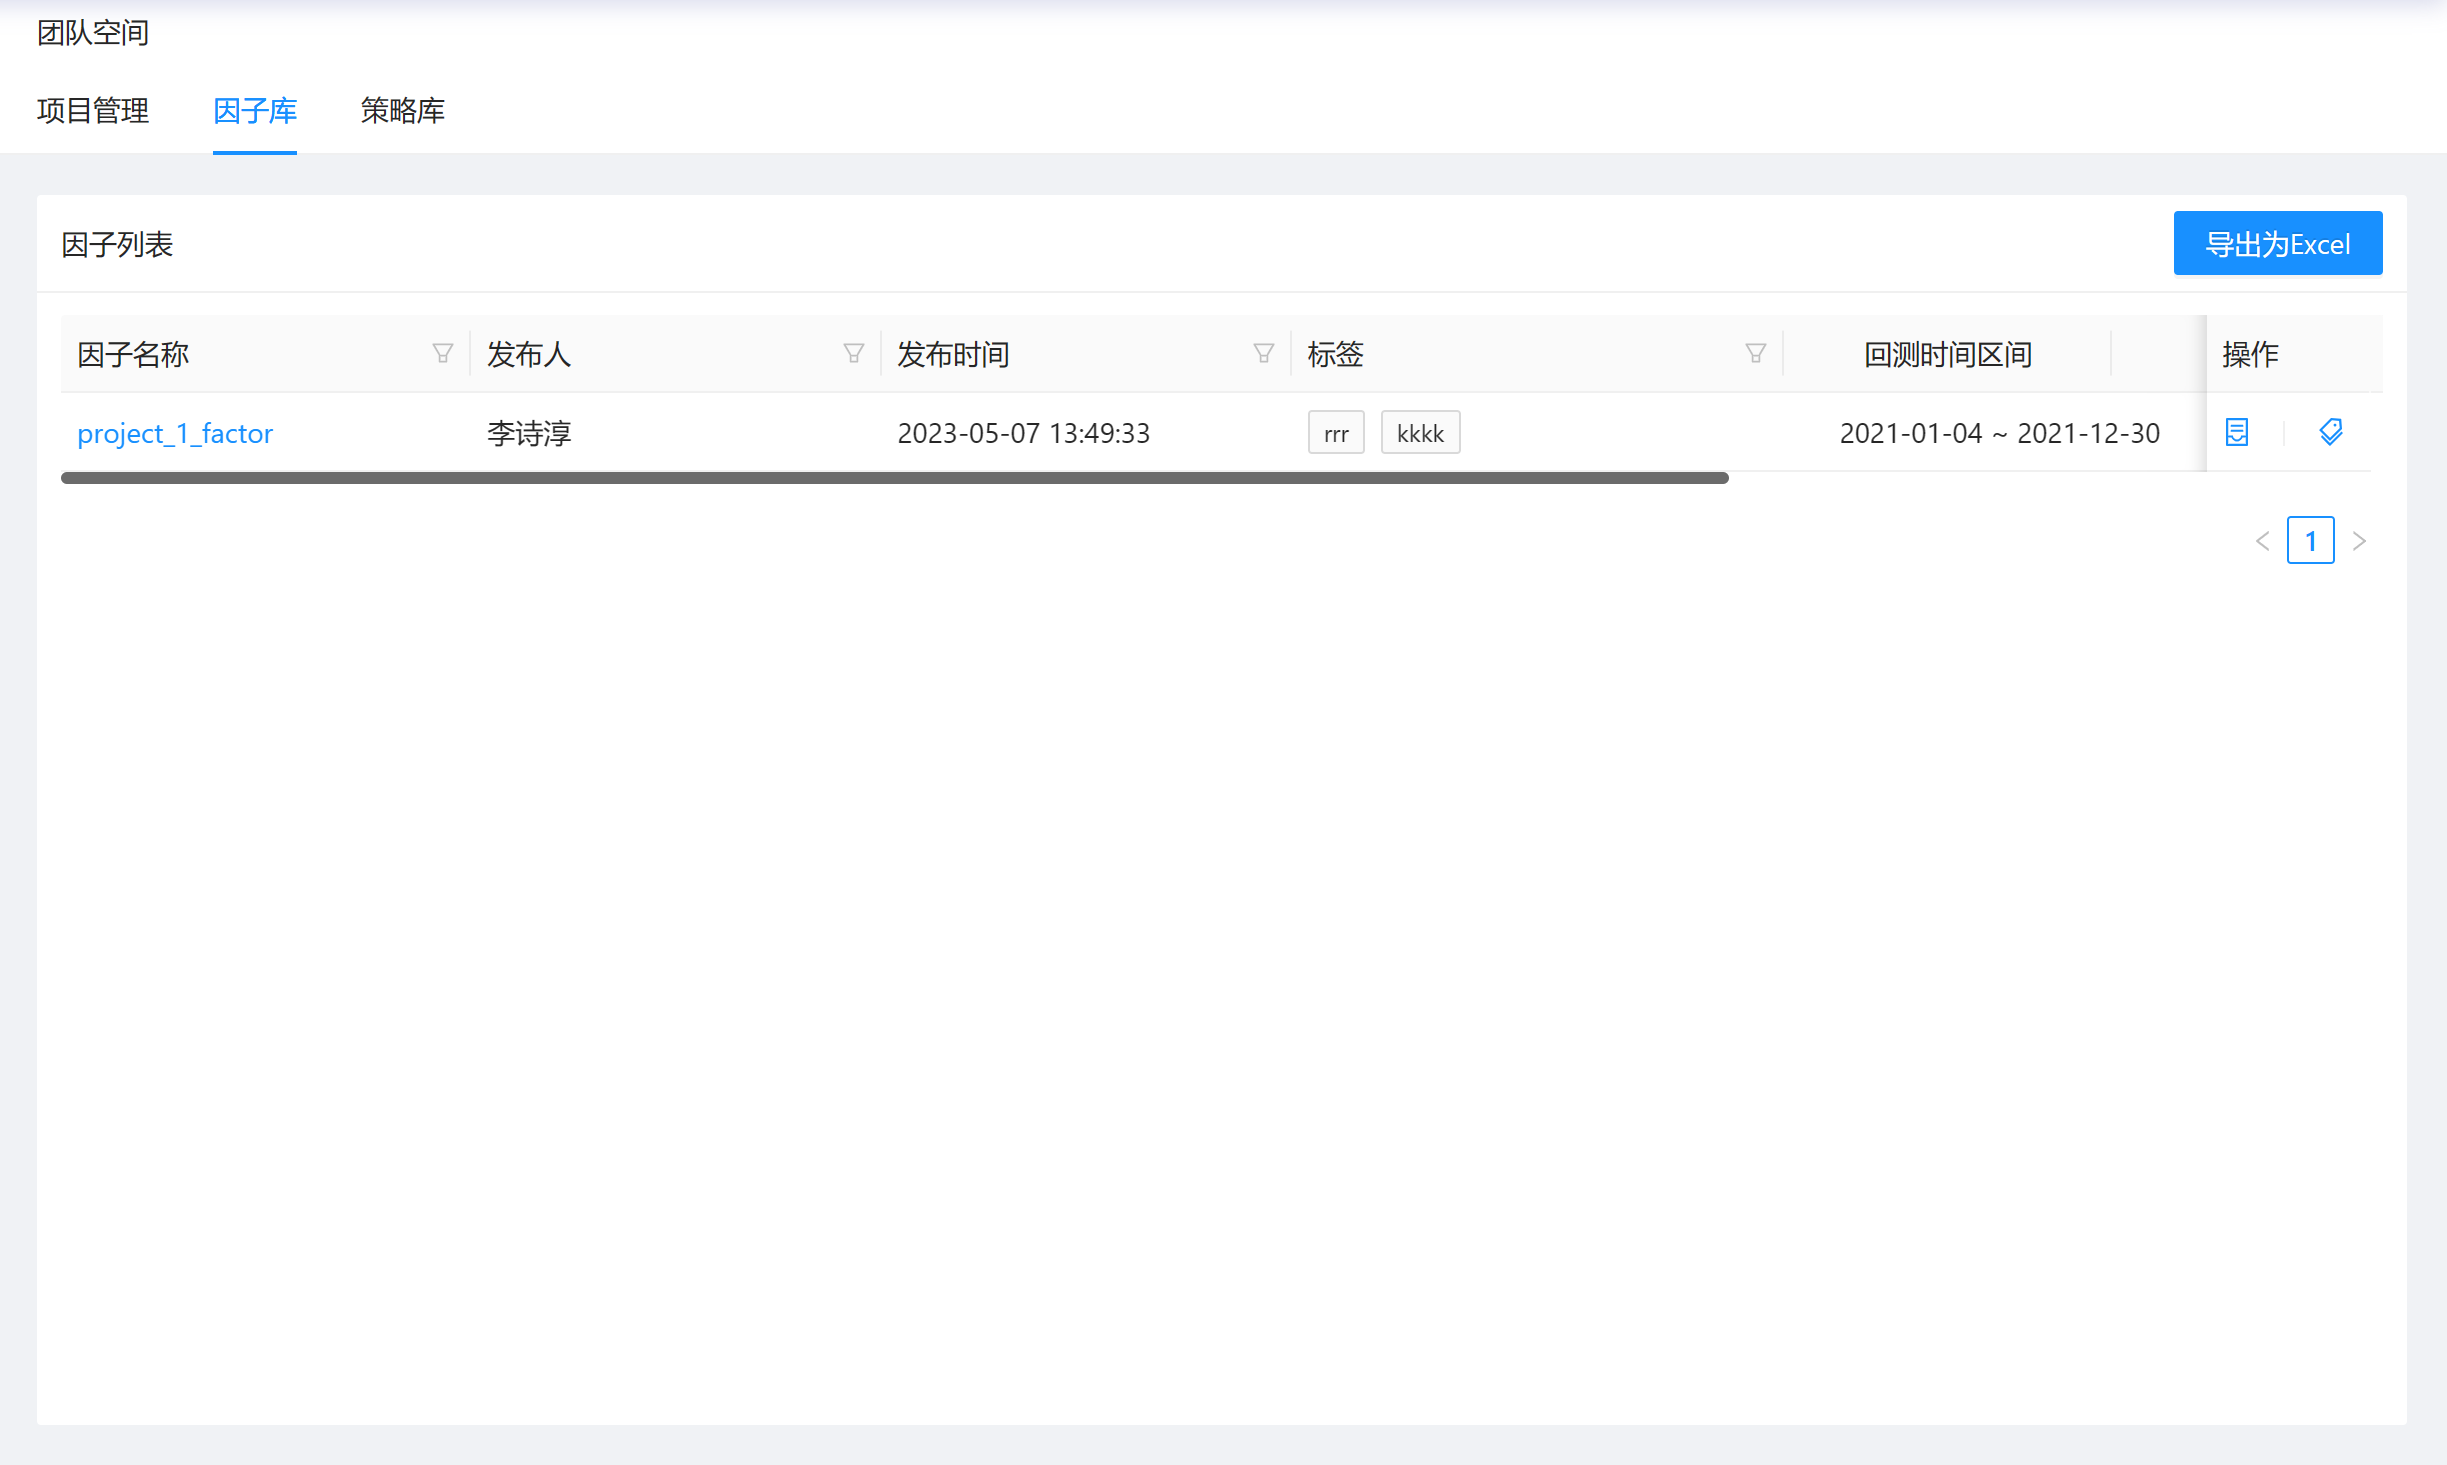 团队空间
项目管理 因子库 策略库
因子列表 导出为Excel
因子名称 发布人 发布时间 标签 回测时间区间 操作
project_1_factor 李诗淳 2023-05-07 13:49:33 rrr kkkk 2021-01-04 ~ 2021-12-30
1